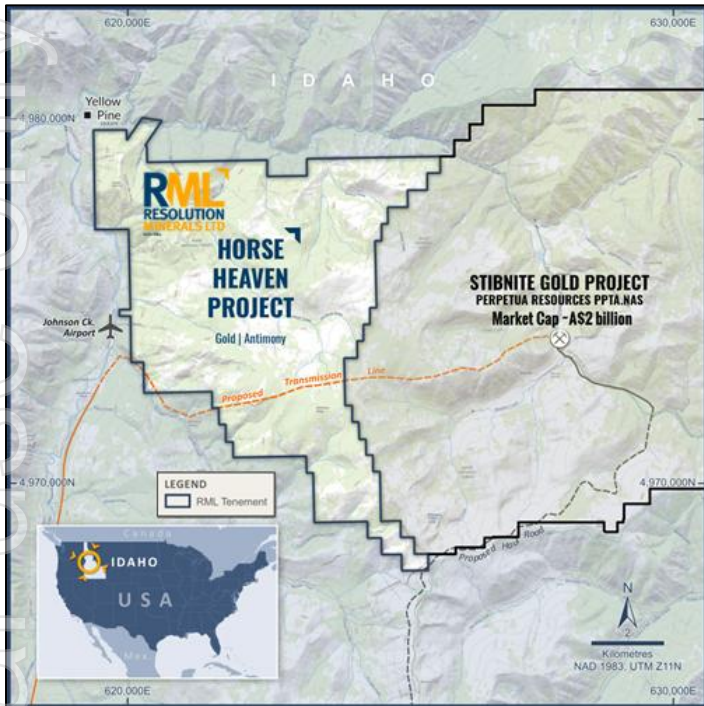 620,000E
630,000E
IDAHO
Yellow
Pine
4,980,000N
RML
RESOLUTION
MINERALS LTD
HORSE
HEAVEN
PROJECT
Gold | Antimony
STIBNITE GOLD PROJECT
PERPETUA RESOURCES PPTA.NAS
Market Cap ~A$2 billion
Johnson Ck.
Airport
Proposed Transmission Line
4,970,000N
4,970,000N
LEGEND
RML Tenement
Proposed Haul Road
Canada
IDAHO
USA
Mex.
N
2
Kilometres
NAD 1983, UTM Z11N
620,000E
630,000E